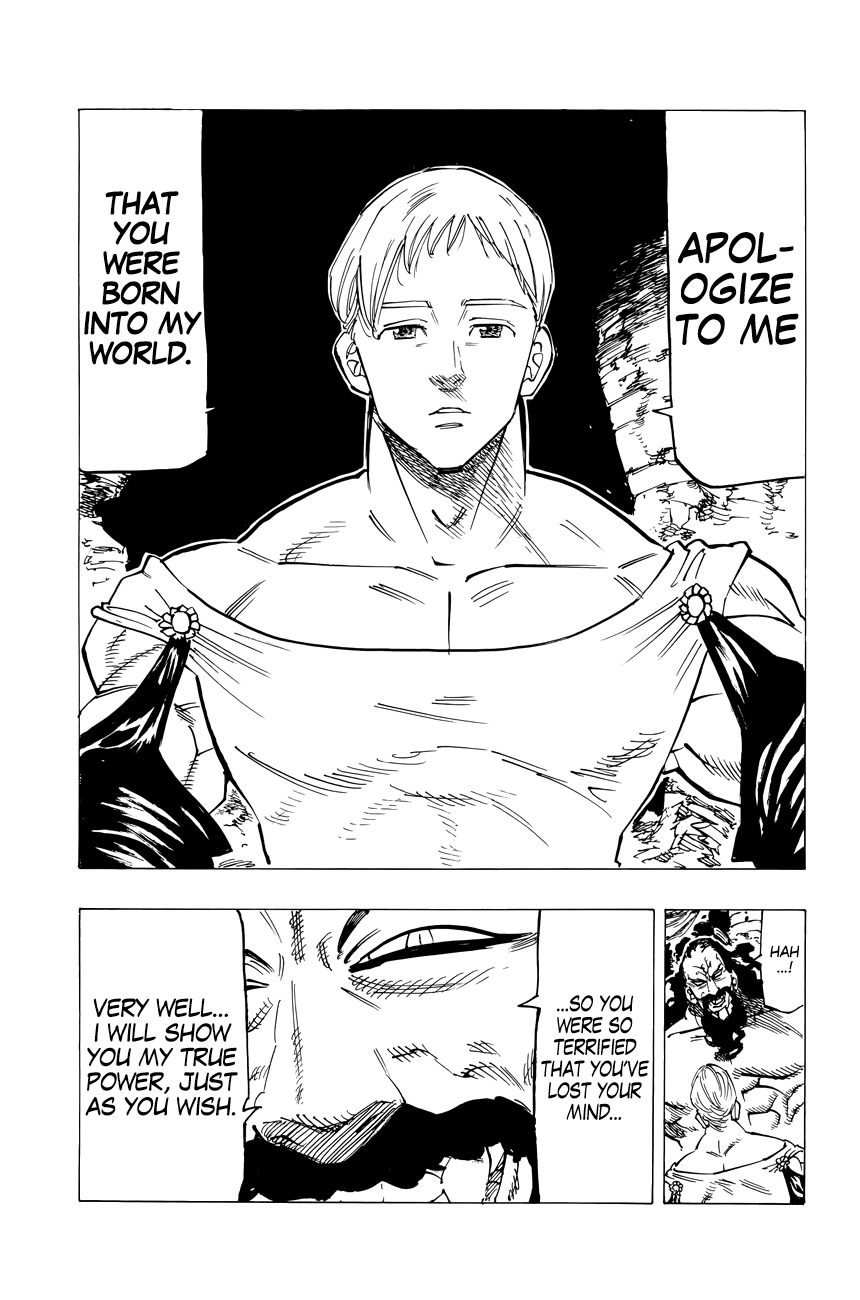 APOL-
OGIZE
TO ME
THAT
YOU
WERE
BORN
INTO MY
WORLD.
HAH
...!
...SO YOU
WERE SO
TERRIFIED
THAT YOU'VE
LOST YOUR
MIND...
VERY WELL...
I WILL SHOW
YOU MY TRUE
POWER, JUST
AS YOU WISH.